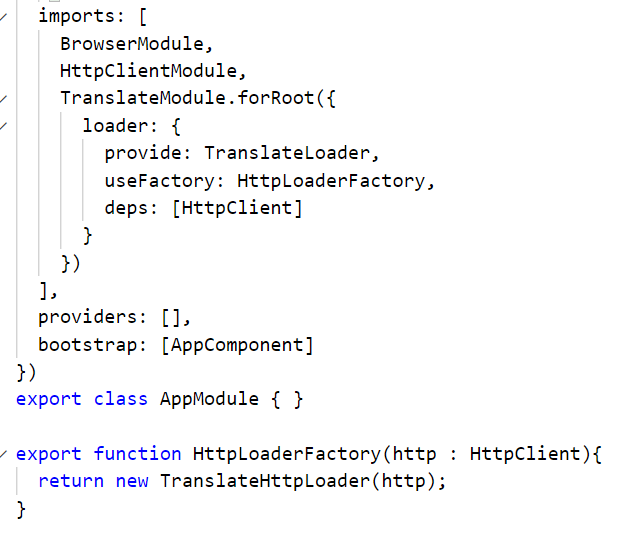 imports: [
BrowserModule,
HttpClientModule,
TranslateModule.forRoot({
loader: {
provide: TranslateLoader,
useFactory: HttpLoaderFactory,
deps: [HttpClient]
}
})
],
providers: [],
bootstrap: [AppComponent]
})
export class AppModule { }
export function HttpLoaderFactory(http : HttpClient){
return new TranslateHttpLoader(http);
}